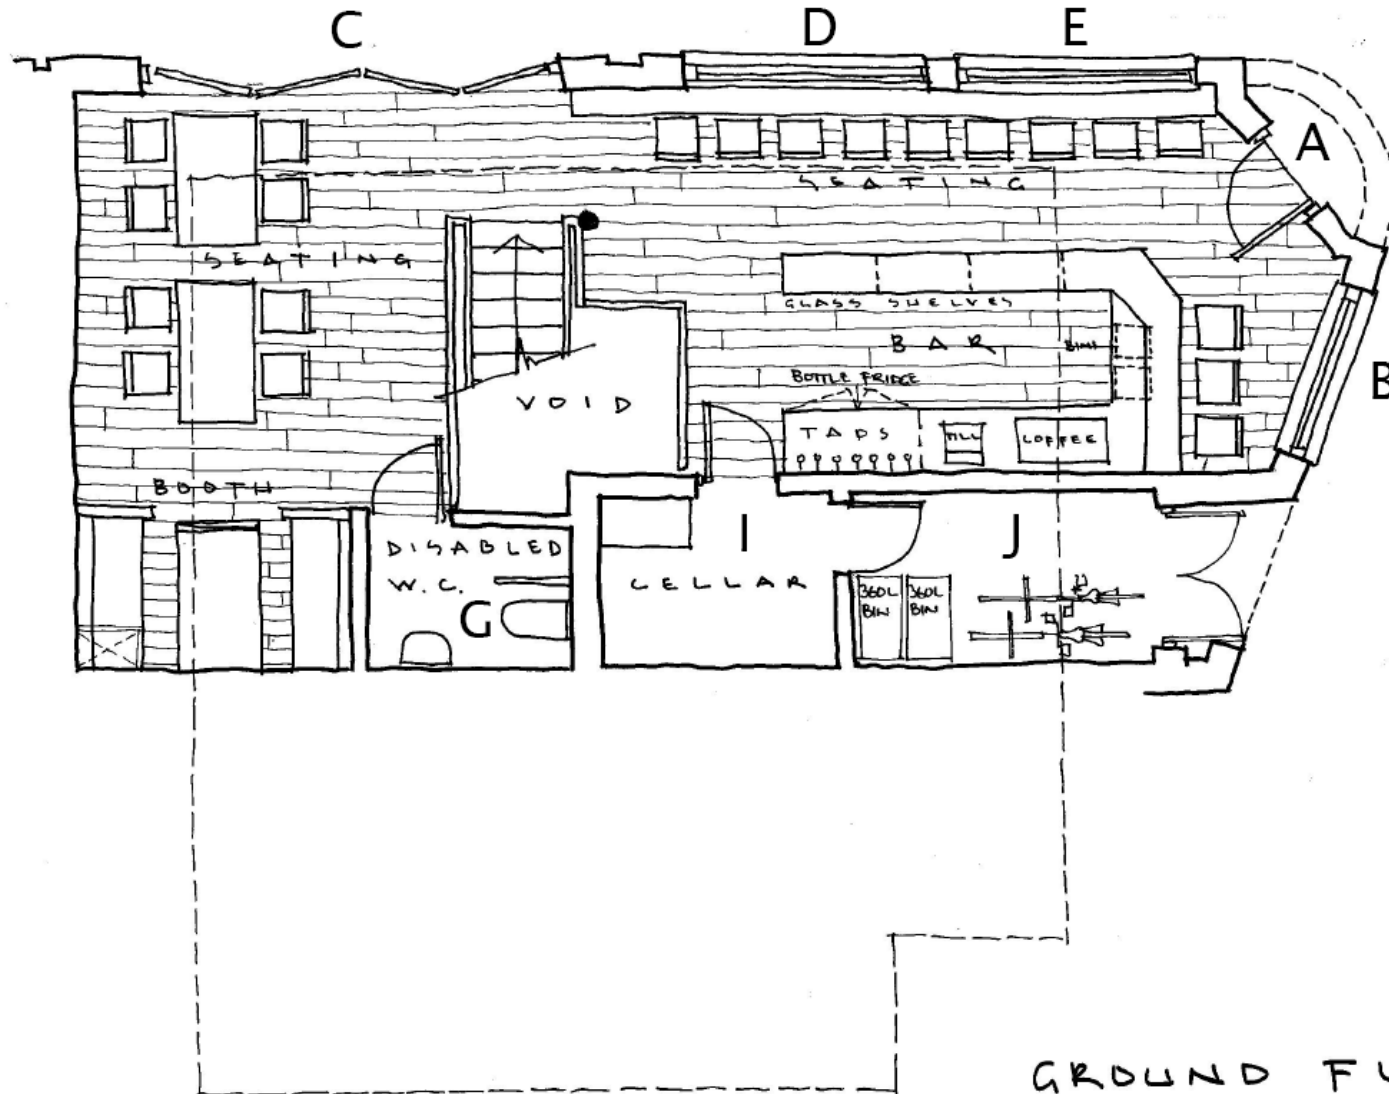 C
D
E
A
SEATING
SEATING
GLASS SHELVES
BAR
BINS
B
BOTTLE FRIDGE
VOID
TAPS
TILL
COFFEE
BOOTH
DISABLED
W.C.
G
I
CELLAR
J
360L
BIN
360L
BIN
GROUND